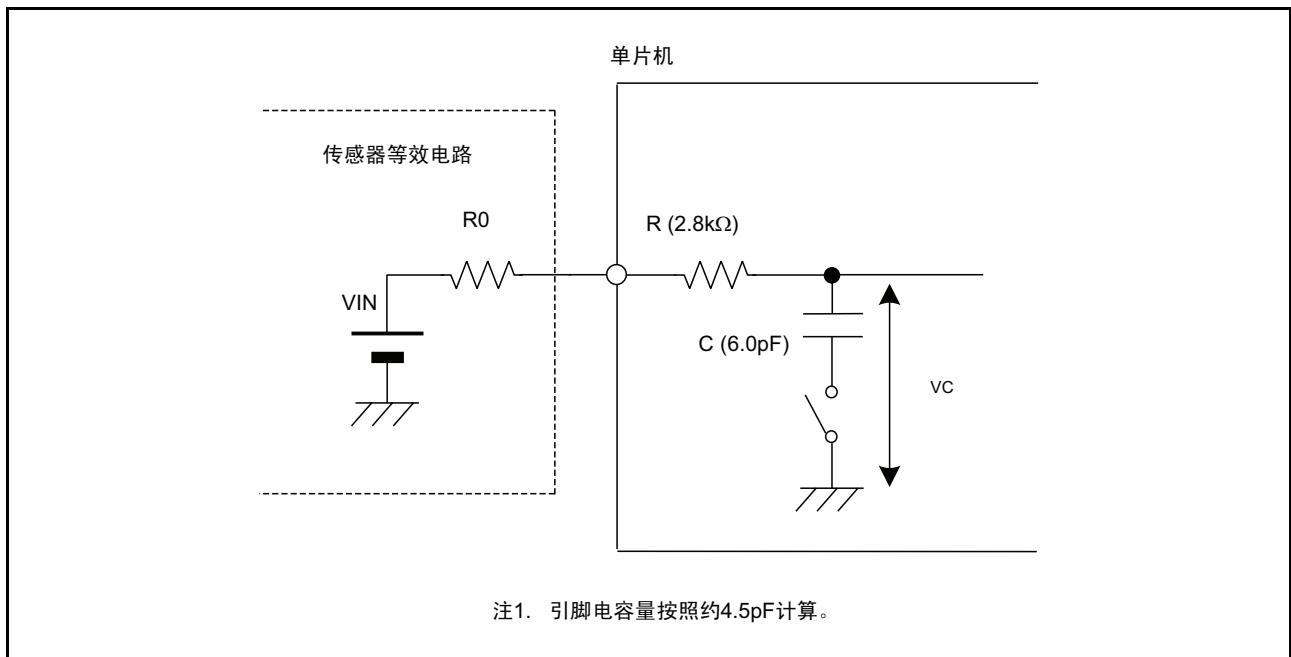 单片机
传感器等效电路
R0
R (2.8kΩ)
VIN
C (6.0pF)
VC
注1. 引脚电容量按照约4.5pF计算。